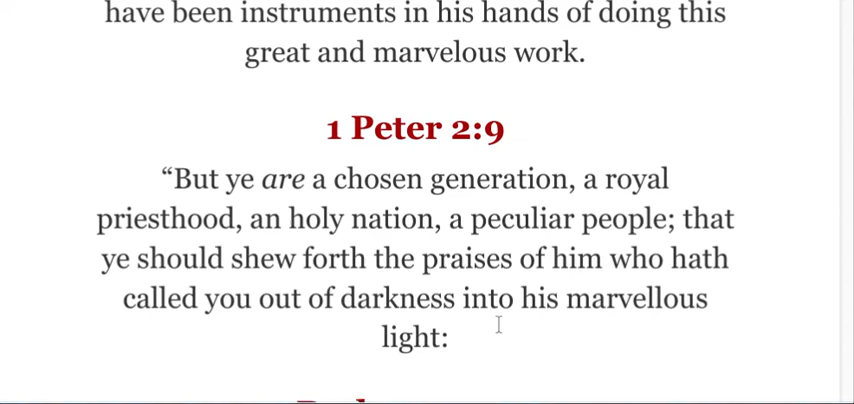 have been instruments in his hands of doing this
great and marvelous work.
1 Peter 2:9
“But ye are a chosen generation, a royal
priesthood, an holy nation, a peculiar people; that
ye should shew forth the praises of him who hath
called you out of darkness into his marvellous
light: